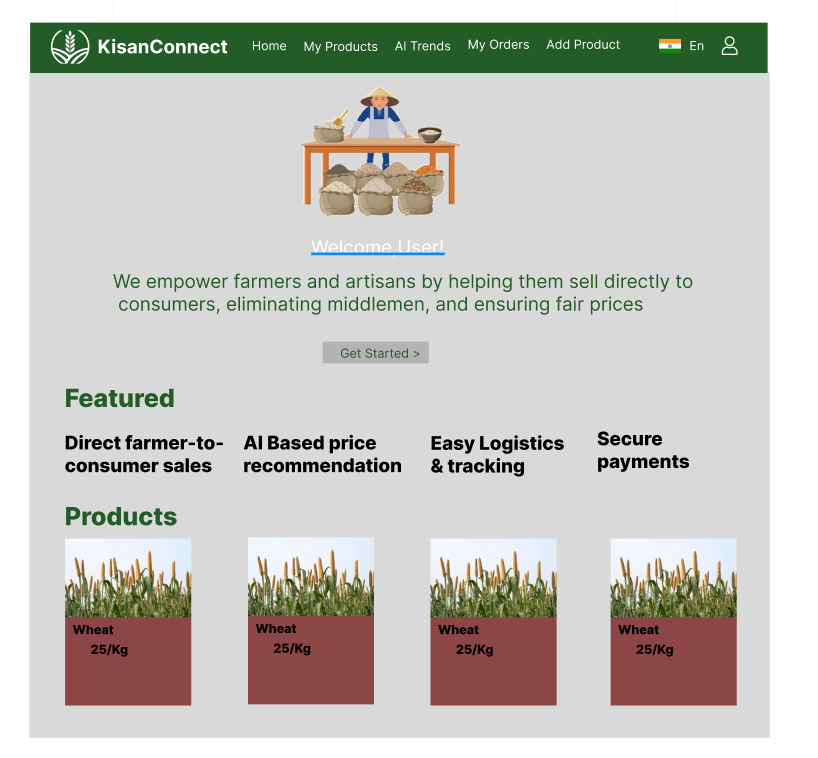 KisanConnect
Home
My Products
AI Trends
My Orders
Add Product
En
Welcome User!
We empower farmers and artisans by helping them sell directly to
consumers, eliminating middlemen, and ensuring fair prices
Get Started >
Featured
Direct farmer-to-
consumer sales
AI Based price
recommendation
Easy Logistics
& tracking
Secure
payments
Products
Wheat
25/Kg
Wheat
25/Kg
Wheat
25/Kg
Wheat
25/Kg